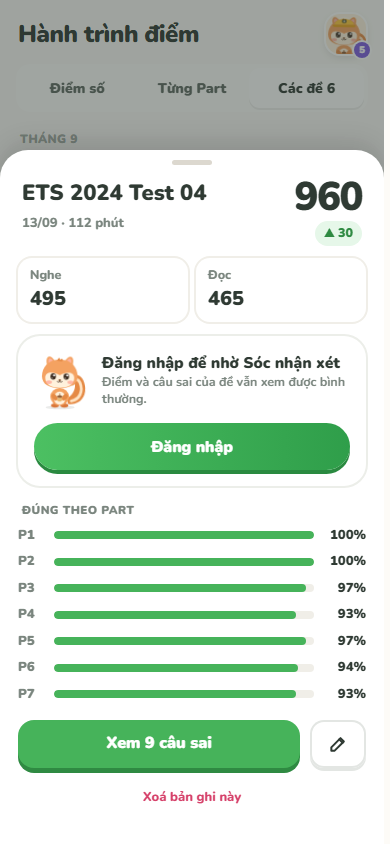 Hành trình điểm
5
Điểm số Từng Part Các đề 6
THÁNG 9
ETS 2024 Test 04
960
13/09 · 112 phút
▲ 30
Nghe
495
Đọc
465
Đăng nhập để nhờ Sóc nhận xét
Điểm và câu sai của đề vẫn xem được bình
thường.
Đăng nhập
ĐÚNG THEO PART
P1 100%
P2 100%
P3 97%
P4 93%
P5 97%
P6 94%
P7 93%
Xem 9 câu sai
Xoá bản ghi này